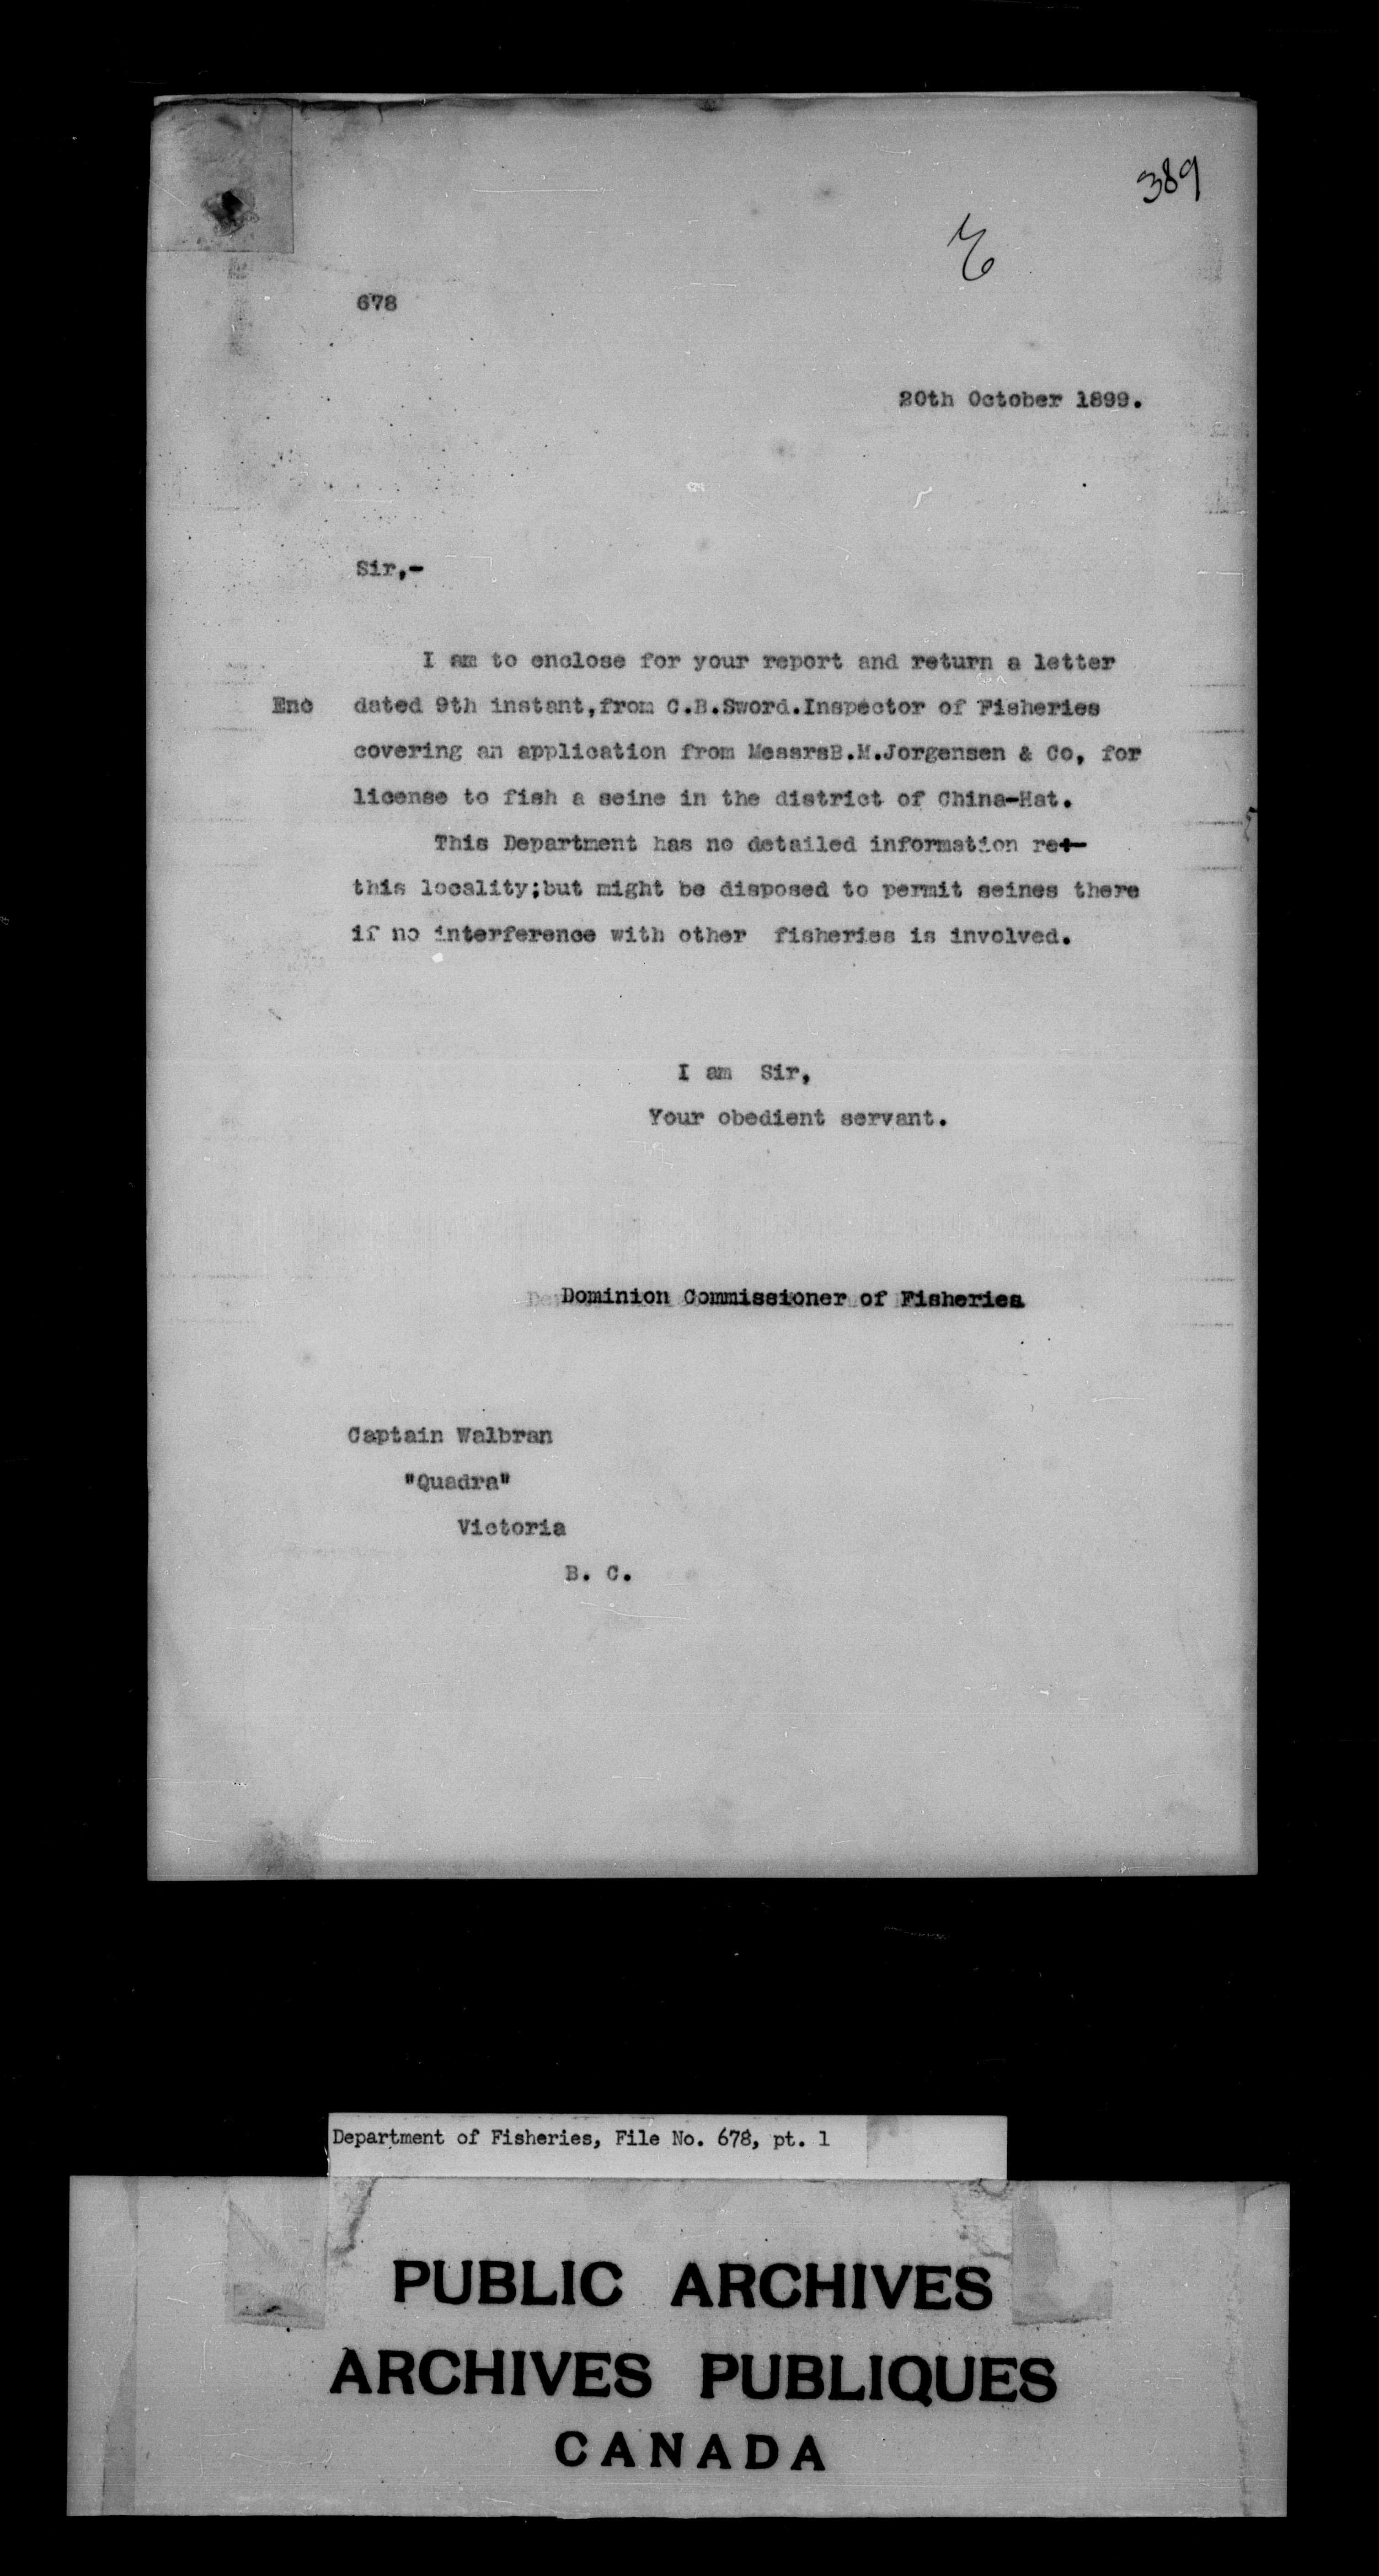 389
678
20th October 1899.
Sir,-
I am to enclose for your report and return a letter
Enc dated 9th instant,from C.B.Sword.Inspector of Fisheries
covering an application from MessrsB.M.Jorgensen & Co, for
license to fish a seine in the district of China-Hat.
This Department has no detailed information re
this locality;but might be disposed to permit seines there
if no interference with other fisheries is involved.
I am Sir,
Your obedient servant.
Dominion Commissioner of Fisheries
Captain Walbran
"Quadra"
Victoria
B. C.
Department of Fisheries, File No. 678, pt. 1
PUBLIC ARCHIVES
ARCHIVES PUBLIQUES
CANADA